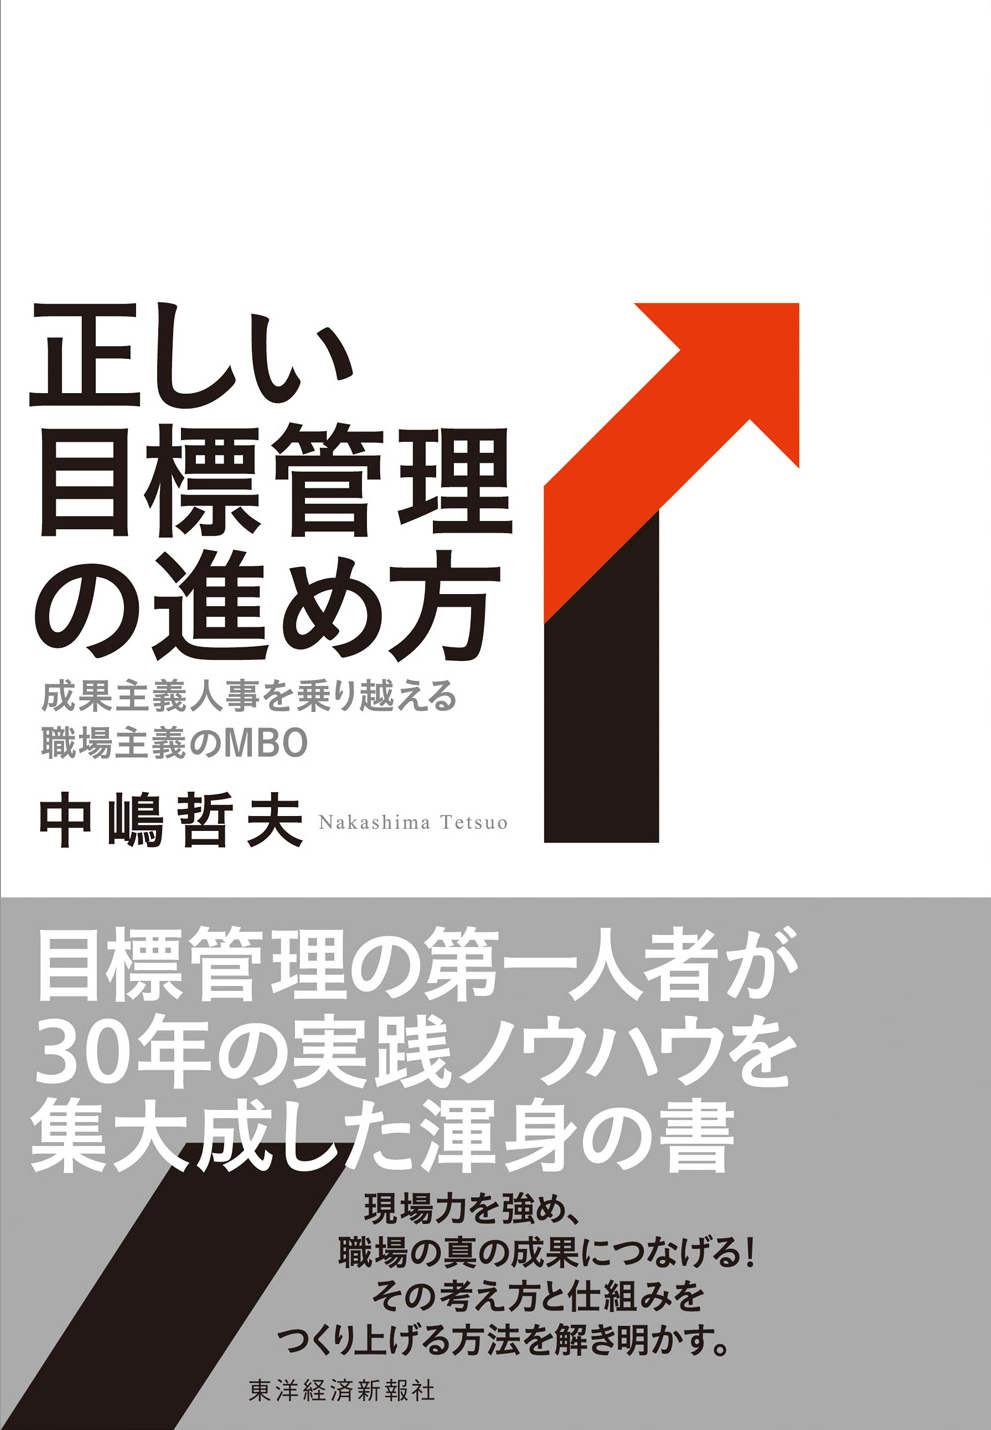 正しい
目標管理
の進め方
成果主義人事を乗り越える
職場主義のMBO
中嶋哲夫 Nakashima Tetsuo
目標管理の第一人者が
30年の実践ノウハウを
集大成した渾身の書
現場力を強め、
職場の真の成果につなげる!
その考え方と仕組みを
つくり上げる方法を解き明かす。
東洋経済新報社